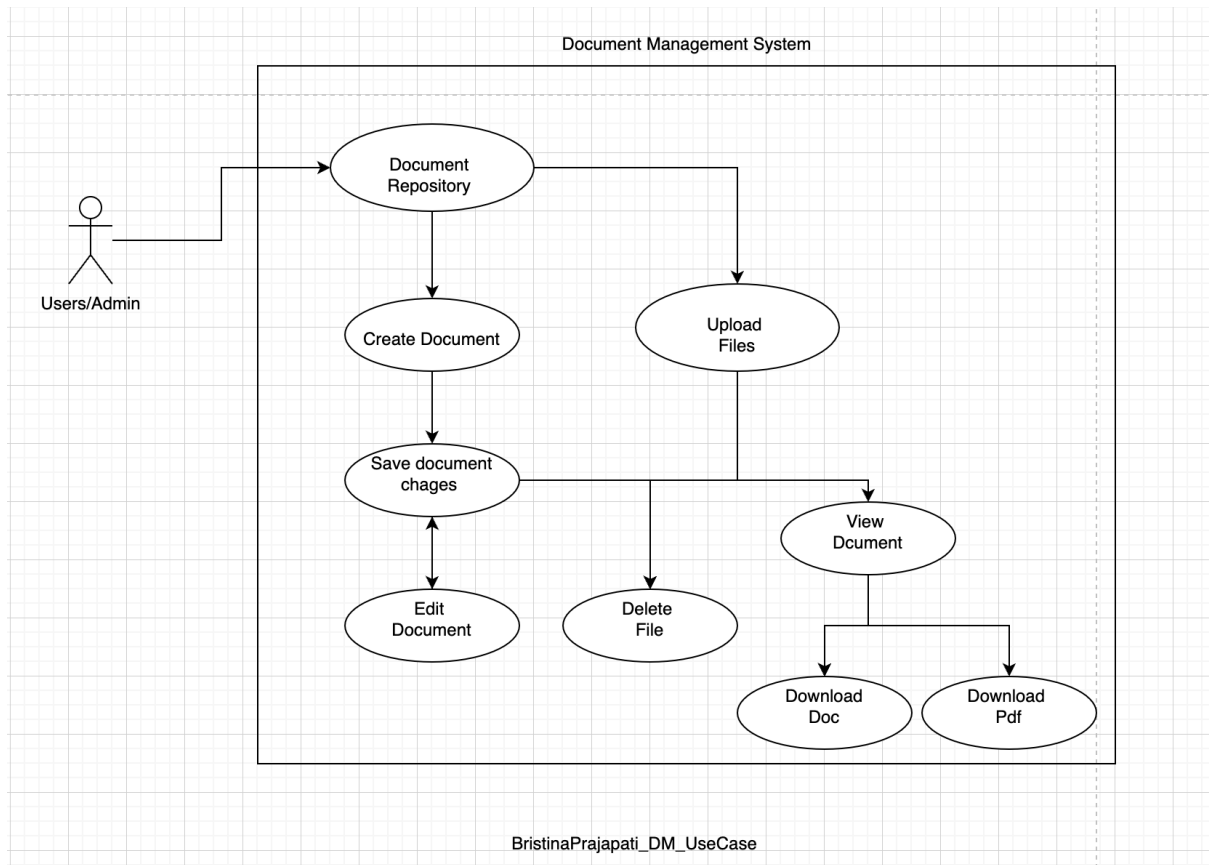 Document Management System
Document
Repository
Users/Admin
Create Document
Upload
Files
Save document
chages
View
Dcument
Edit
Document
Delete
File
Download
Doc
Download
Pdf
BristinaPrajapati_DM_UseCase